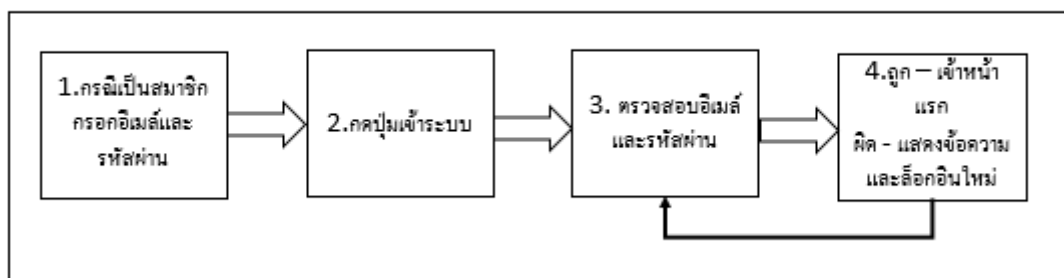 1.กรณีเป็นสมาชิก
กรอกอีเมล์และ
รหัสผ่าน
2.กดปุ่มเข้าระบบ
3. ตรวจสอบอีเมล์
และรหัสผ่าน
4.ถูก – เข้าหน้า
แรก
ผิด - แสดงข้อความ
และล็อกอินใหม่